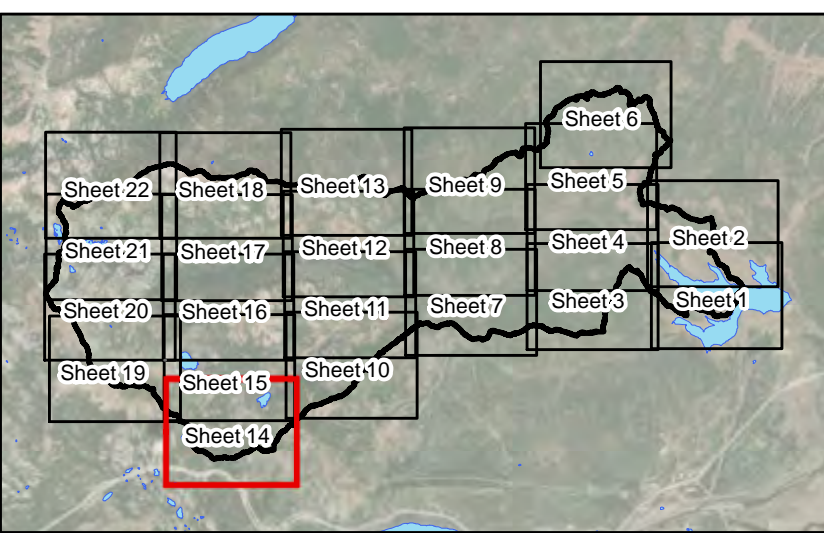 Sheet 6
Sheet 5
Sheet 22
Sheet 18
Sheet 13
Sheet 9
Sheet 2
Sheet 21
Sheet 17
Sheet 12
Sheet 8
Sheet 4
Sheet 20
Sheet 16
Sheet 11
Sheet 7
Sheet 3
Sheet 1
Sheet 19
Sheet 15
Sheet 10
Sheet 14